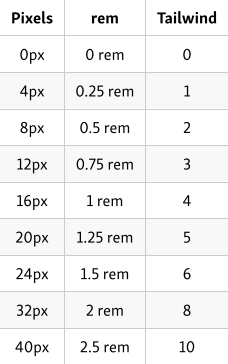 Pixels rem Tailwind
0px 0 rem 0
4px 0.25 rem 1
8px 0.5 rem 2
12px 0.75 rem 3
16px 1 rem 4
20px 1.25 rem 5
24px 1.5 rem 6
32px 2 rem 8
40px 2.5 rem 10